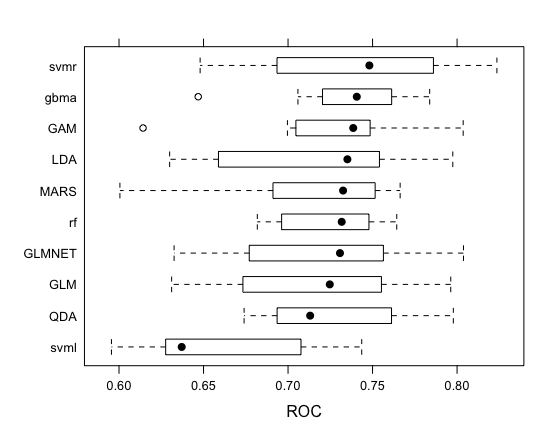 svmr
gbma
GAM
LDA
MARS
rf
GLMNET
GLM
QDA
svml
0.60 0.65 0.70 0.75 0.80
ROC